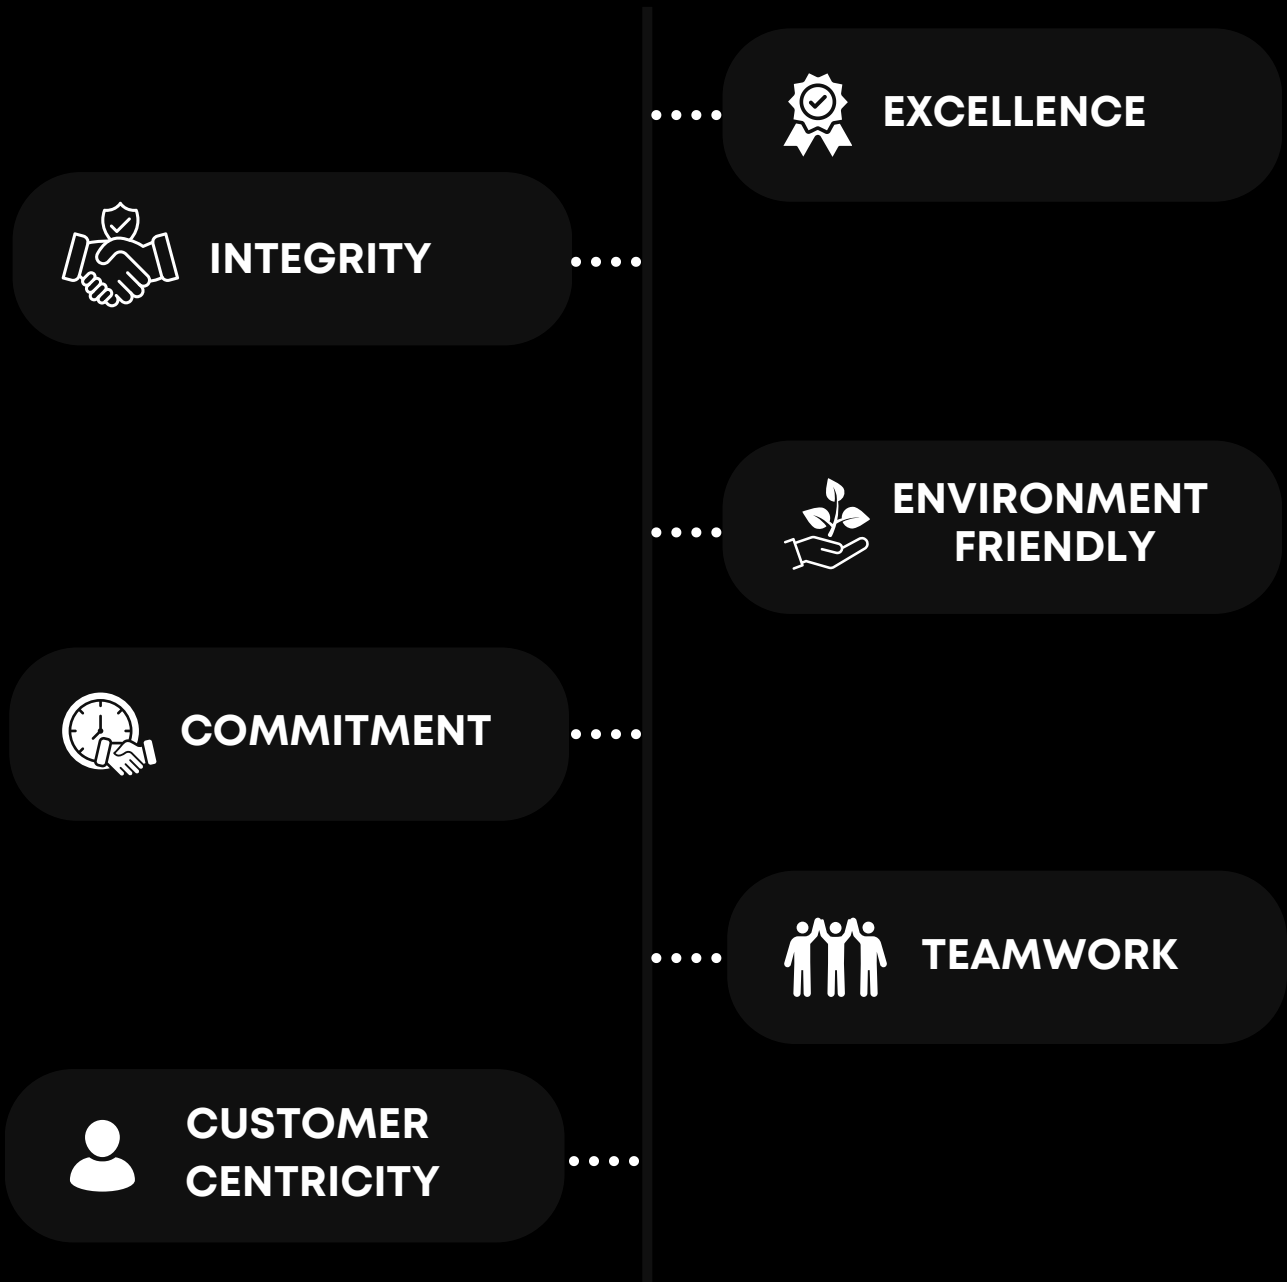 EXCELLENCE
INTEGRITY
ENVIRONMENT
FRIENDLY
COMMITMENT
TEAMWORK
CUSTOMER
CENTRICITY